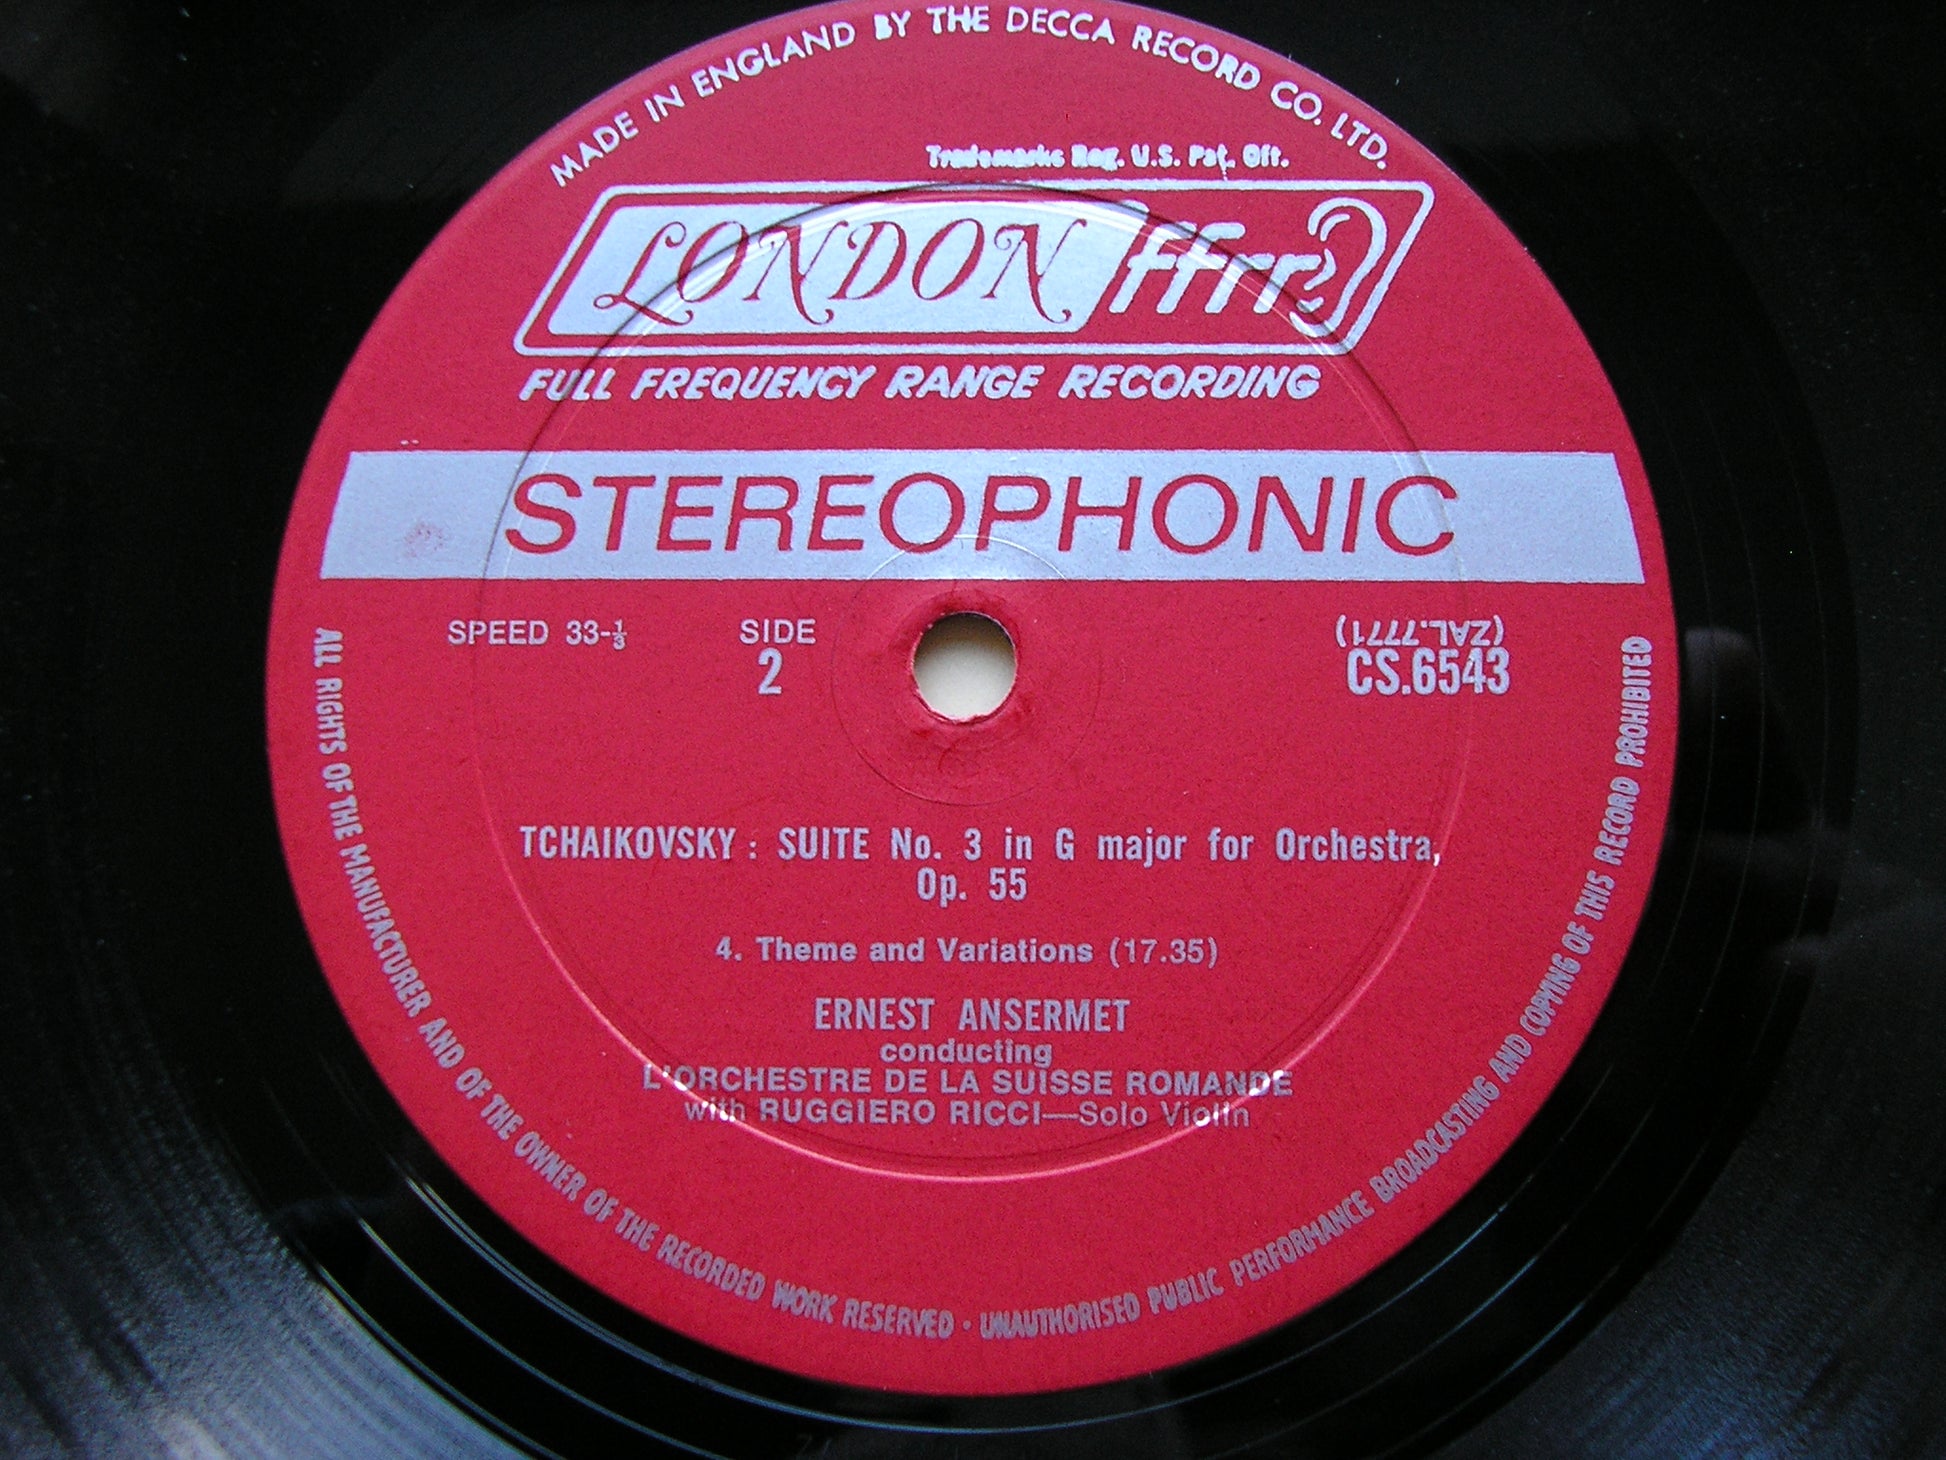 MADE IN ENGLAND BY THE DECCA RECORD CO. LTD.
Trademarks Reg. U.S. Pat. Off.
LONDON ffrr
FULL FREQUENCY RANGE RECORDING
STEREOPHONIC
SPEED 33-⅓
SIDE
2
(ZAL.7771)
CS.6543
TCHAIKOVSKY : SUITE No. 3 in G major for Orchestra,
Op. 55
4. Theme and Variations (17.35)
ERNEST ANSERMET
conducting
L'ORCHESTRE DE LA SUISSE ROMANDE
with RUGGIERO RICCI—Solo Violin
ALL RIGHTS OF THE MANUFACTURER AND OF THE OWNER OF THE RECORDED WORK RESERVED · UNAUTHORISED PUBLIC PERFORMANCE BROADCASTING AND COPYING OF THIS RECORD PROHIBITED